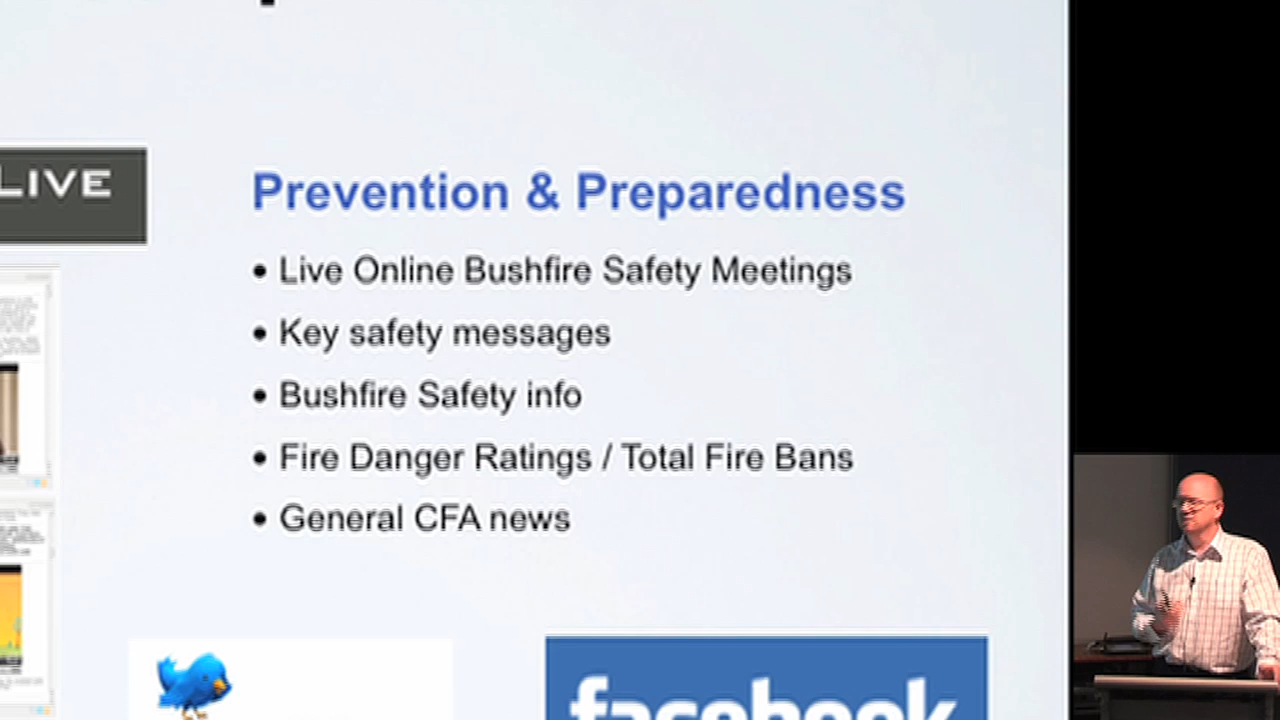 LIVE
Prevention & Preparedness
• Live Online Bushfire Safety Meetings
• Key safety messages
• Bushfire Safety info
• Fire Danger Ratings / Total Fire Bans
• General CFA news
facebook